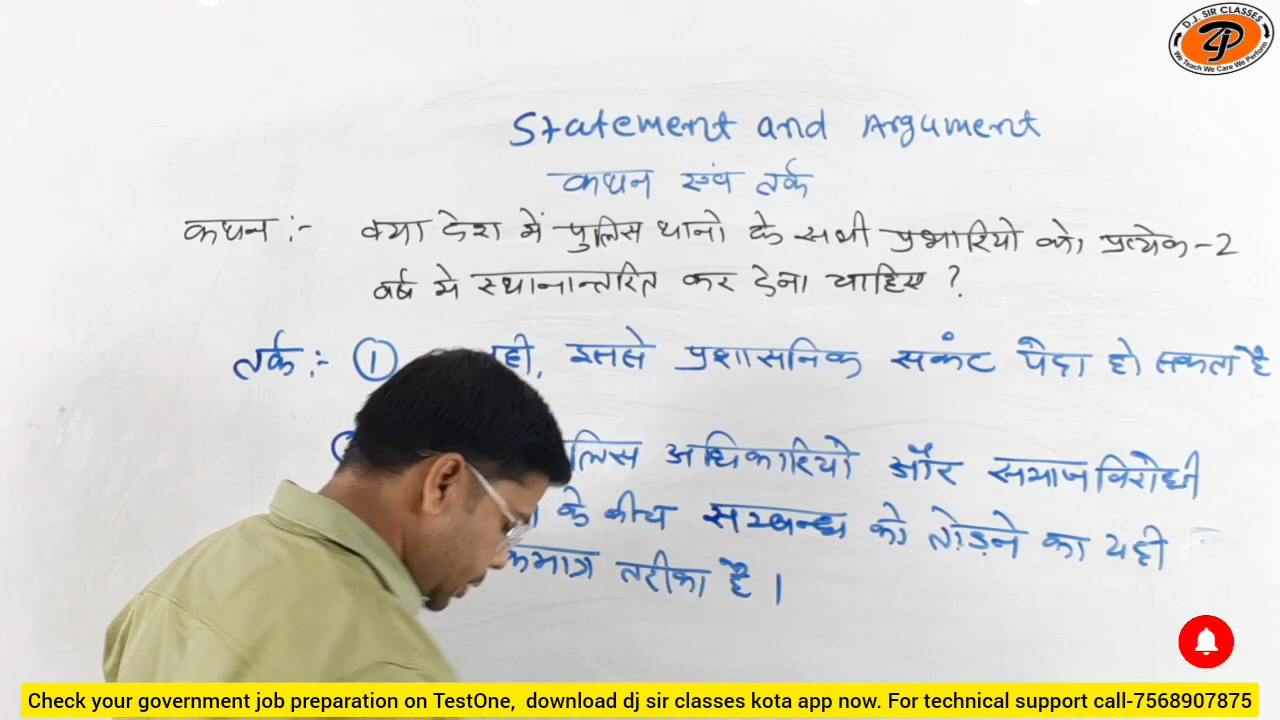 D.J. SIR CLASSES
We Teach We Care We Perform
Statement and Argument
कथन एवं तर्क
कथन :- क्या देश में पुलिस थानो के सभी प्रभारियो को प्रत्येक-2
वर्ष मे स्थानान्तरित कर देना चाहिए ?
तर्क :- ① इससे प्रशासनिक सकंट पैदा हो सकता है
अधिकारियो और समाजविरोधी
के बीच सम्बन्ध को तोड़ने का यही
तरीका है ।
Check your government job preparation on TestOne, download dj sir classes kota app now. For technical support call-7568907875